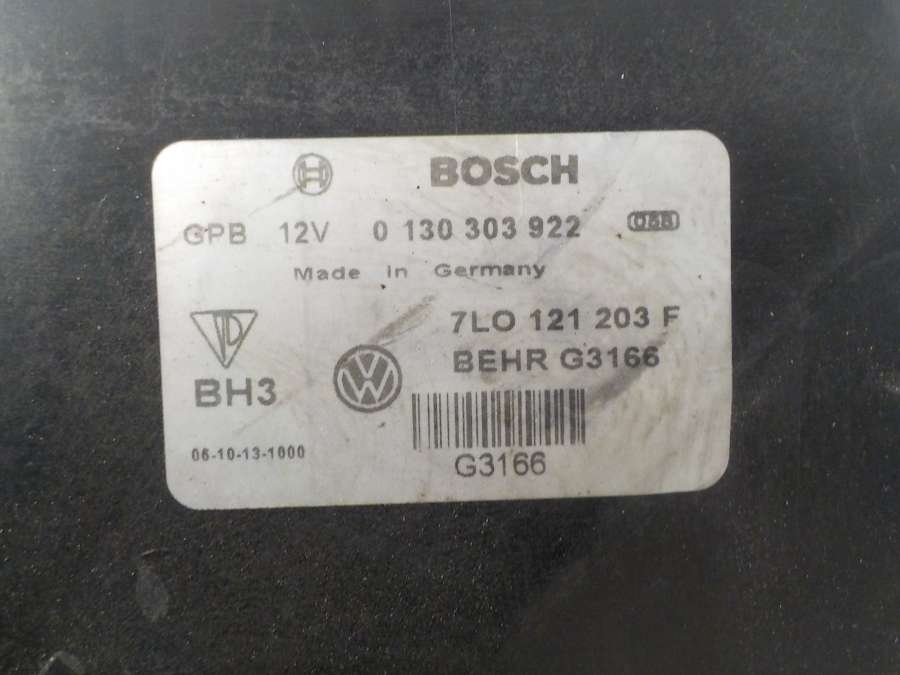 BOSCH
GPB 12V 0 130 303 922
Made in Germany
7LO 121 203 F
BEHR G3166
BH3
06-10-13-1000
G3166